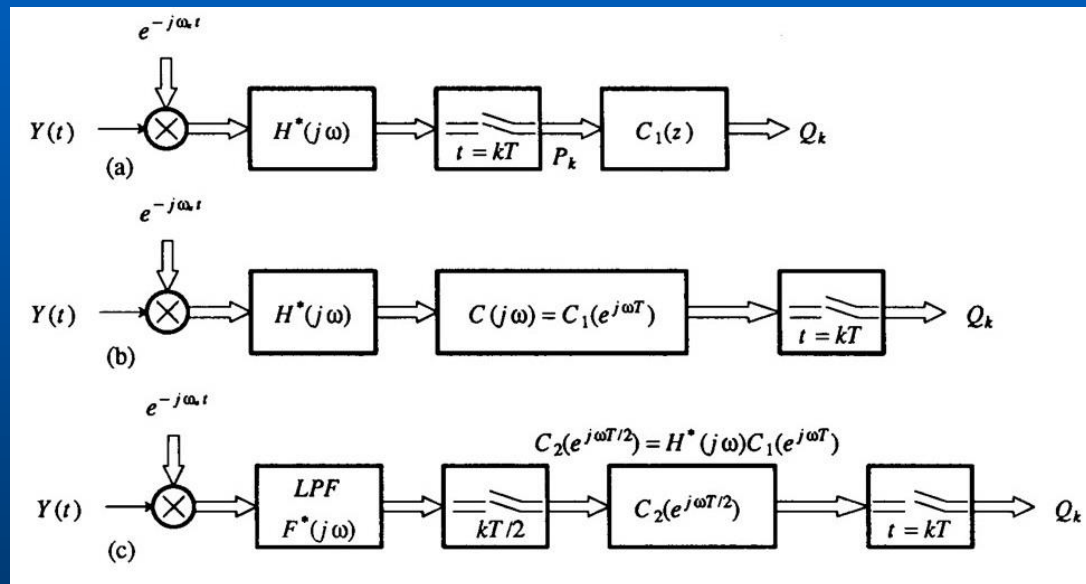 e^{-jω_c t}
Y(t)
H^*(jω)
t = kT
P_k
C_1(z)
Q_k
(a)
e^{-jω_c t}
Y(t)
H^*(jω)
C(jω) = C_1(e^{jωT})
t = kT
Q_k
(b)
e^{-jω_c t}
C_2(e^{jωT/2}) = H^*(jω)C_1(e^{jωT})
Y(t)
LPF
F^*(jω)
kT/2
C_2(e^{jωT/2})
t = kT
Q_k
(c)